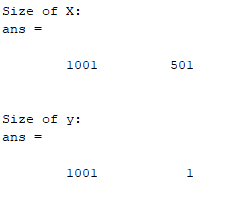 Size of X:
ans =
1001 501
Size of y:
ans =
1001 1